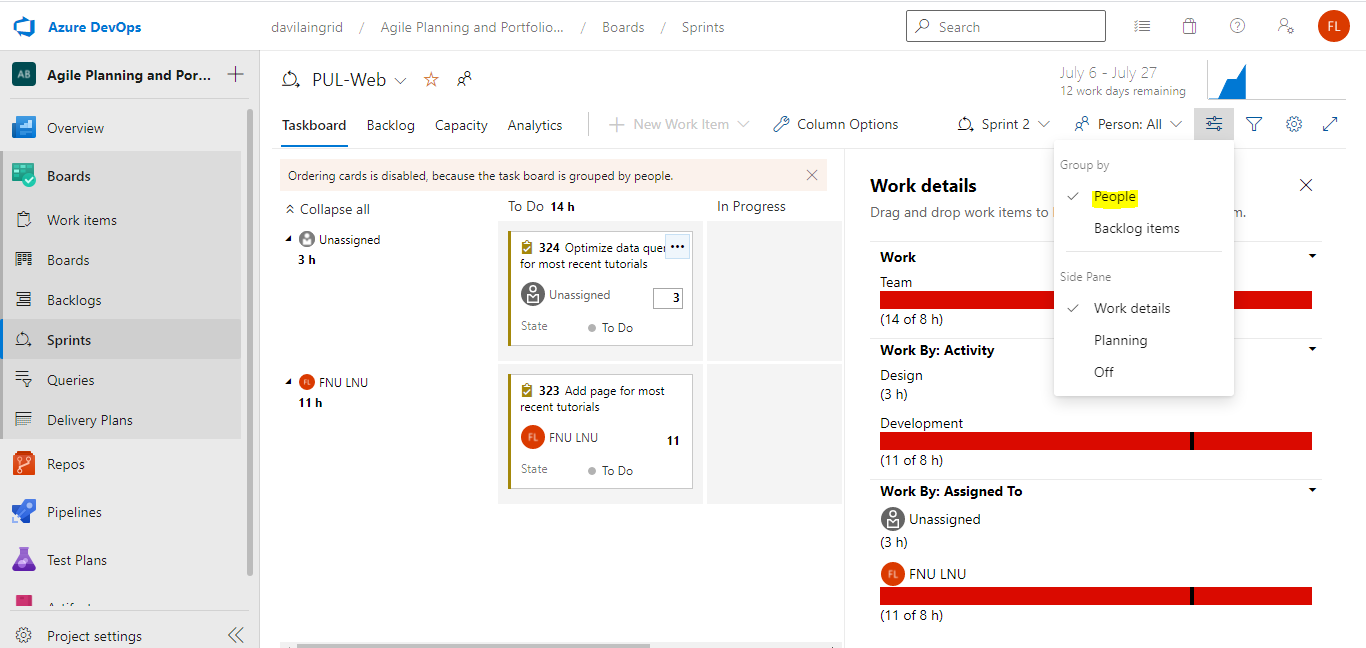 Azure DevOps
davilaingrid / Agile Planning and Portfolio... / Boards / Sprints
Search
FL
AB Agile Planning and Por...
Overview
Boards
Work items
Boards
Backlogs
Sprints
Queries
Delivery Plans
Repos
Pipelines
Test Plans
Project settings
PUL-Web
July 6 - July 27
12 work days remaining
Taskboard Backlog Capacity Analytics
New Work Item
Column Options
Sprint 2
Person: All
Ordering cards is disabled, because the task board is grouped by people.
Collapse all
To Do 14 h
In Progress
Unassigned
3 h
324 Optimize data que
for most recent tutorials
Unassigned
3
State To Do
FL FNU LNU
11 h
323 Add page for most
recent tutorials
FL FNU LNU
11
State To Do
Group by
People
Backlog items
Side Pane
Work details
Planning
Off
Work details
Drag and drop work items to
Work
Team
(14 of 8 h)
Work By: Activity
Design
(3 h)
Development
(11 of 8 h)
Work By: Assigned To
Unassigned
(3 h)
FL FNU LNU
(11 of 8 h)